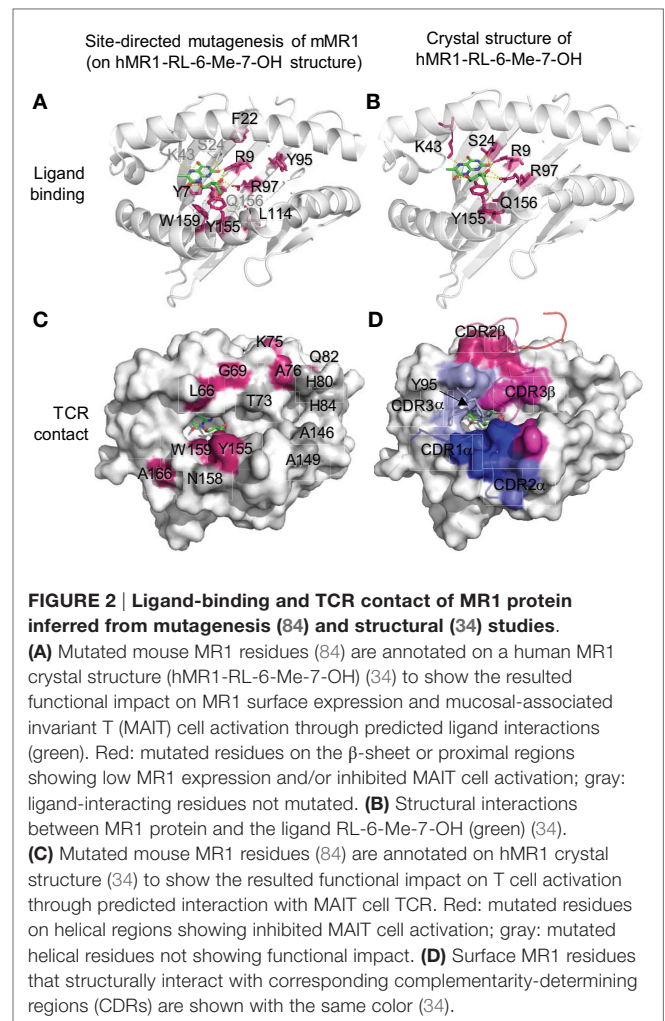 Site-directed mutagenesis of mMR1
(on hMR1-RL-6-Me-7-OH structure)
Crystal structure of
hMR1-RL-6-Me-7-OH
A
B
Ligand
binding
F22
S24
K43
R9
Y95
Y7
R97
Q156
L114
W159
Y155
K43
S24
R9
R97
Q156
Y155
C
D
TCR
contact
K75
Q82
G69
A76
H80
L66
T73
H84
A146
W159
Y155
A149
A166
N158
CDR2β
Y95
CDR3β
CDR3α
CDR1α
CDR2α
FIGURE 2 | Ligand-binding and TCR contact of MR1 protein
inferred from mutagenesis (84) and structural (34) studies.
(A) Mutated mouse MR1 residues (84) are annotated on a human MR1
crystal structure (hMR1-RL-6-Me-7-OH) (34) to show the resulted
functional impact on MR1 surface expression and mucosal-associated
invariant T (MAIT) cell activation through predicted ligand interactions
(green). Red: mutated residues on the β-sheet or proximal regions
showing low MR1 expression and/or inhibited MAIT cell activation; gray:
ligand-interacting residues not mutated. (B) Structural interactions
between MR1 protein and the ligand RL-6-Me-7-OH (green) (34).
(C) Mutated mouse MR1 residues (84) are annotated on hMR1 crystal
structure (34) to show the resulted functional impact on T cell activation
through predicted interaction with MAIT cell TCR. Red: mutated residues
on helical regions showing inhibited MAIT cell activation; gray: mutated
helical residues not showing functional impact. (D) Surface MR1 residues
that structurally interact with corresponding complementarity-determining
regions (CDRs) are shown with the same color (34).